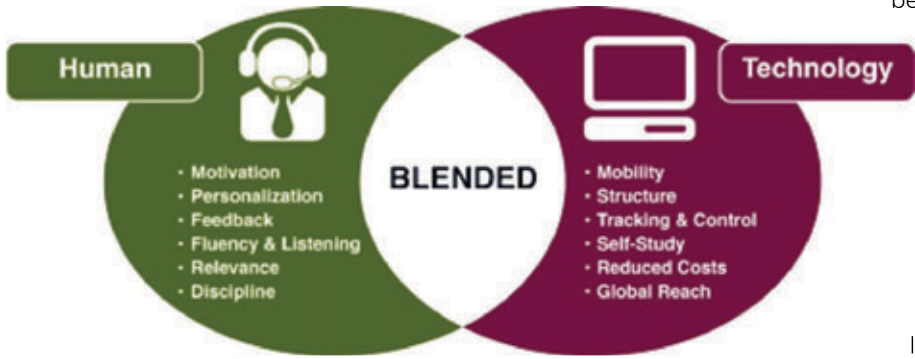 be
Human
Technology
• Motivation
• Personalization
• Feedback
• Fluency & Listening
• Relevance
• Discipline
BLENDED
• Mobility
• Structure
• Tracking & Control
• Self-Study
• Reduced Costs
• Global Reach